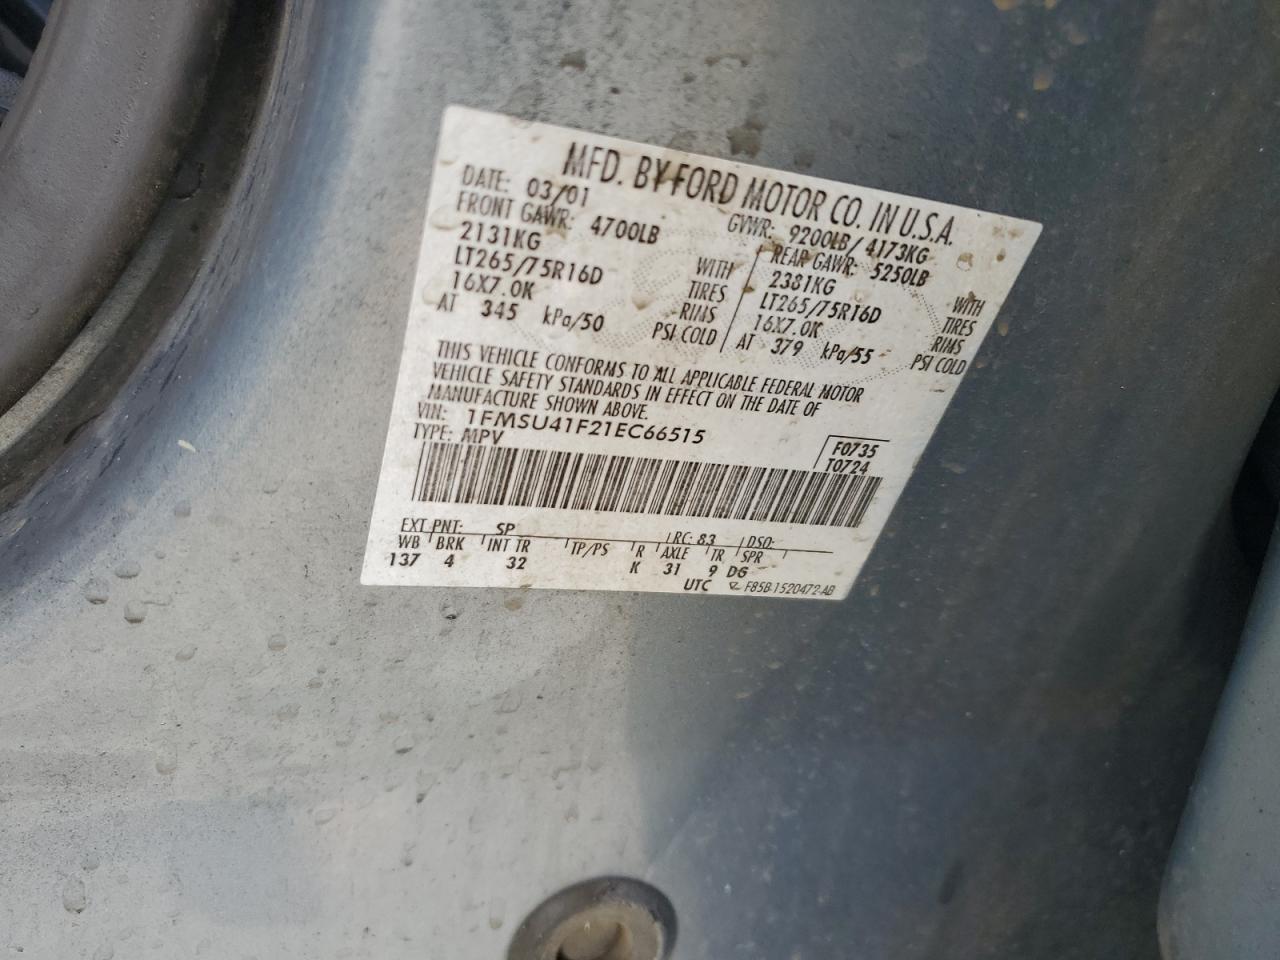 MFD. BY FORD MOTOR CO. IN U.S.A.
DATE: 03/01 GVWR: 9200LB/4173KG
FRONT GAWR: 4700LB REAR GAWR: 5250LB
2131KG WITH 2381KG WITH
LT265/75R16D TIRES LT265/75R16D TIRES
16X7.0K RIMS 16X7.0K RIMS
AT 345 kPa/50 PSI COLD AT 379 kPa/55 PSI COLD
THIS VEHICLE CONFORMS TO ALL APPLICABLE FEDERAL MOTOR
VEHICLE SAFETY STANDARDS IN EFFECT ON THE DATE OF
MANUFACTURE SHOWN ABOVE.
VIN: 1FMSU41F21EC66515
TYPE: MPV
F0735
T0724
EXT PNT: SP RC: 83 DSO:
WB BRK INT TR TP/PS R AXLE TR SPR
137 4 32 K 31 9 DG
UTC F85B-1520472-AB